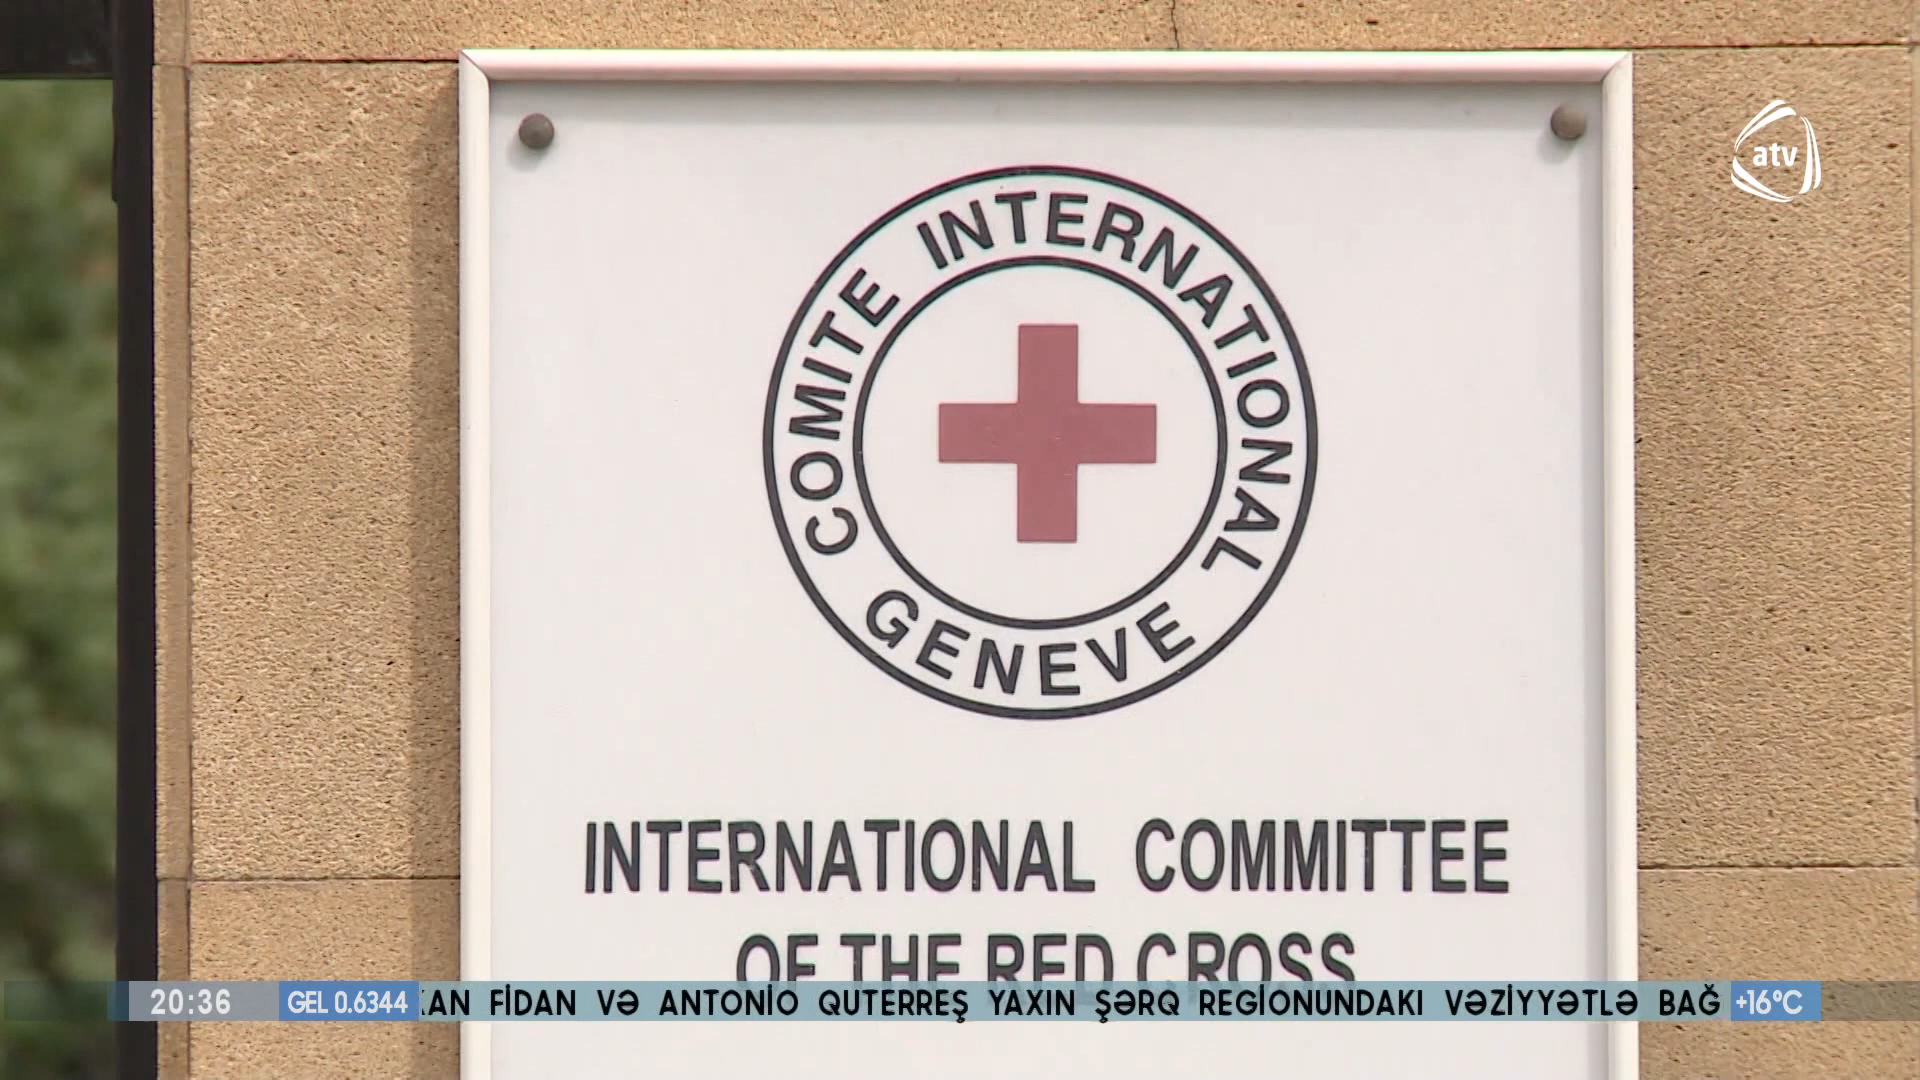 atv
COMITE INTERNATIONAL
GENEVE
INTERNATIONAL COMMITTEE
OF THE RED CROSS
20:36 GEL 0.6344 FİDAN VƏ ANTONİO QUTERREŞ YAXIN ŞƏRQ REGİONUNDAKI VƏZİYYƏTLƏ BAĞ +16°C